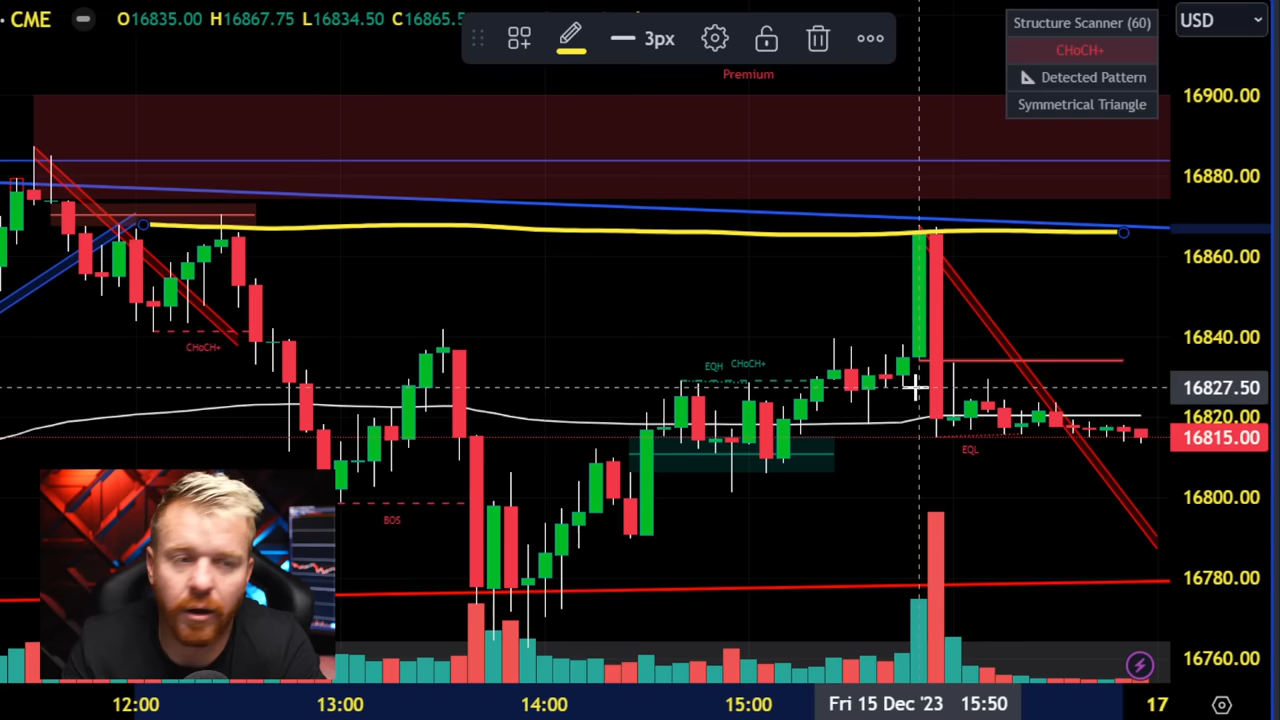 CME O16835.00 H16867.75 L16834.50
3px
Structure Scanner (60)
CHoCH+
Detected Pattern
Symmetrical Triangle
USD
Premium
16900.00
16880.00
16860.00
16840.00
16827.50
16820.00
16815.00
16800.00
16780.00
16760.00
CHoCH+
EQH CHoCH+
EQL
BOS
12:00 13:00 14:00 15:00 Fri 15 Dec '23 15:50 17